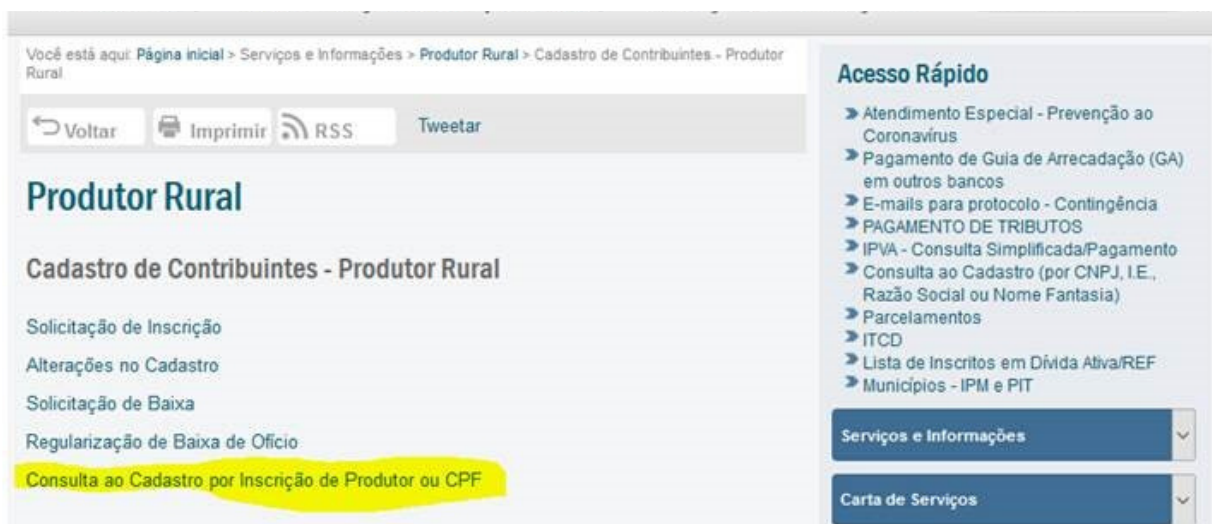 Você está aqui: Página inicial > Serviços e Informações > Produtor Rural > Cadastro de Contribuintes - Produtor
Rural
Voltar Imprimir RSS Tweetar
Produtor Rural
Cadastro de Contribuintes - Produtor Rural
Solicitação de Inscrição
Alterações no Cadastro
Solicitação de Baixa
Regularização de Baixa de Ofício
Consulta ao Cadastro por Inscrição de Produtor ou CPF
Acesso Rápido
Atendimento Especial - Prevenção ao
Coronavírus
Pagamento de Guia de Arrecadação (GA)
em outros bancos
E-mails para protocolo - Contingência
PAGAMENTO DE TRIBUTOS
IPVA - Consulta Simplificada/Pagamento
Consulta ao Cadastro (por CNPJ, I.E.,
Razão Social ou Nome Fantasia)
Parcelamentos
ITCD
Lista de Inscritos em Dívida Ativa/REF
Municípios - IPM e PIT
Serviços e Informações
Carta de Serviços